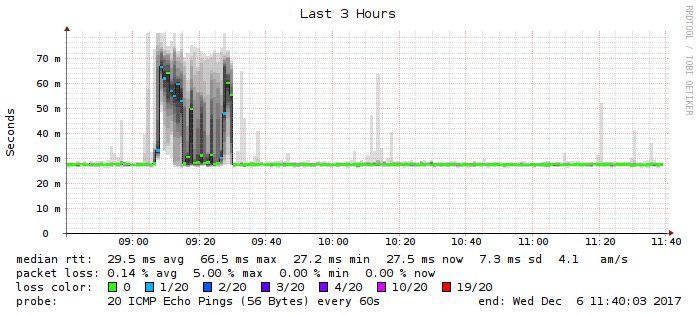 Last 3 Hours
RRDTOOL / TOBI OETIKER
Seconds
70 m
60 m
50 m
40 m
30 m
20 m
10 m
0
09:00 09:20 09:40 10:00 10:20 10:40 11:00 11:20 11:40
median rtt: 29.5 ms avg 66.5 ms max 27.2 ms min 27.5 ms now 7.3 ms sd 4.1 am/s
packet loss: 0.14 % avg 5.00 % max 0.00 % min 0.00 % now
loss color: 0 1/20 2/20 3/20 4/20 10/20 19/20
probe: 20 ICMP Echo Pings (56 Bytes) every 60s end: Wed Dec 6 11:40:03 2017